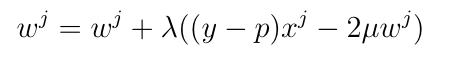 w^j = w^j + λ((y − p)x^j − 2μw^j)